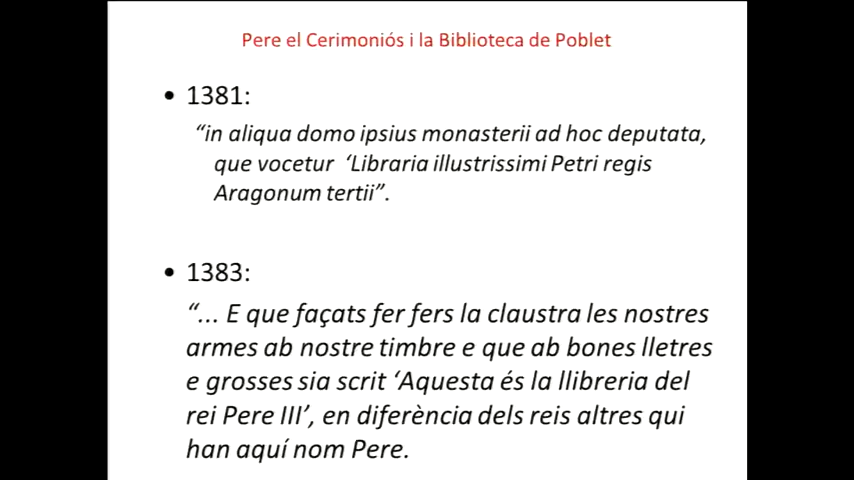 Pere el Cerimoniós i la Biblioteca de Poblet
• 1381:
“in aliqua domo ipsius monasterii ad hoc deputata,
que vocetur ‘Libraria illustrissimi Petri regis
Aragonum tertii”.
• 1383:
“... E que façats fer fers la claustra les nostres
armes ab nostre timbre e que ab bones lletres
e grosses sia scrit ‘Aquesta és la llibreria del
rei Pere III’, en diferència dels reis altres qui
han aquí nom Pere.